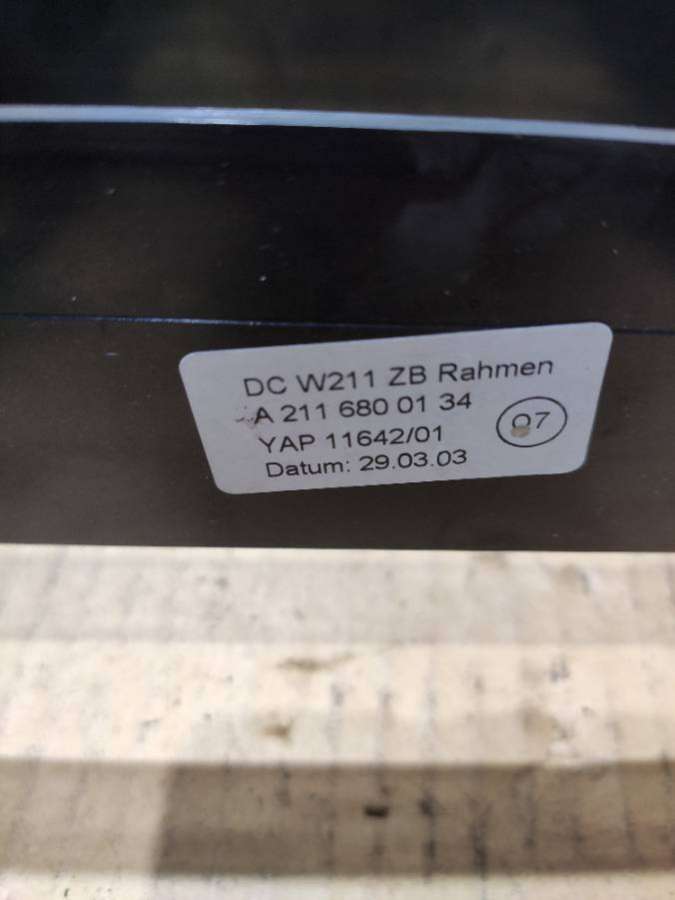 DC W211 ZB Rahmen
A 211 680 01 34
YAP 11642/01
07
Datum: 29.03.03